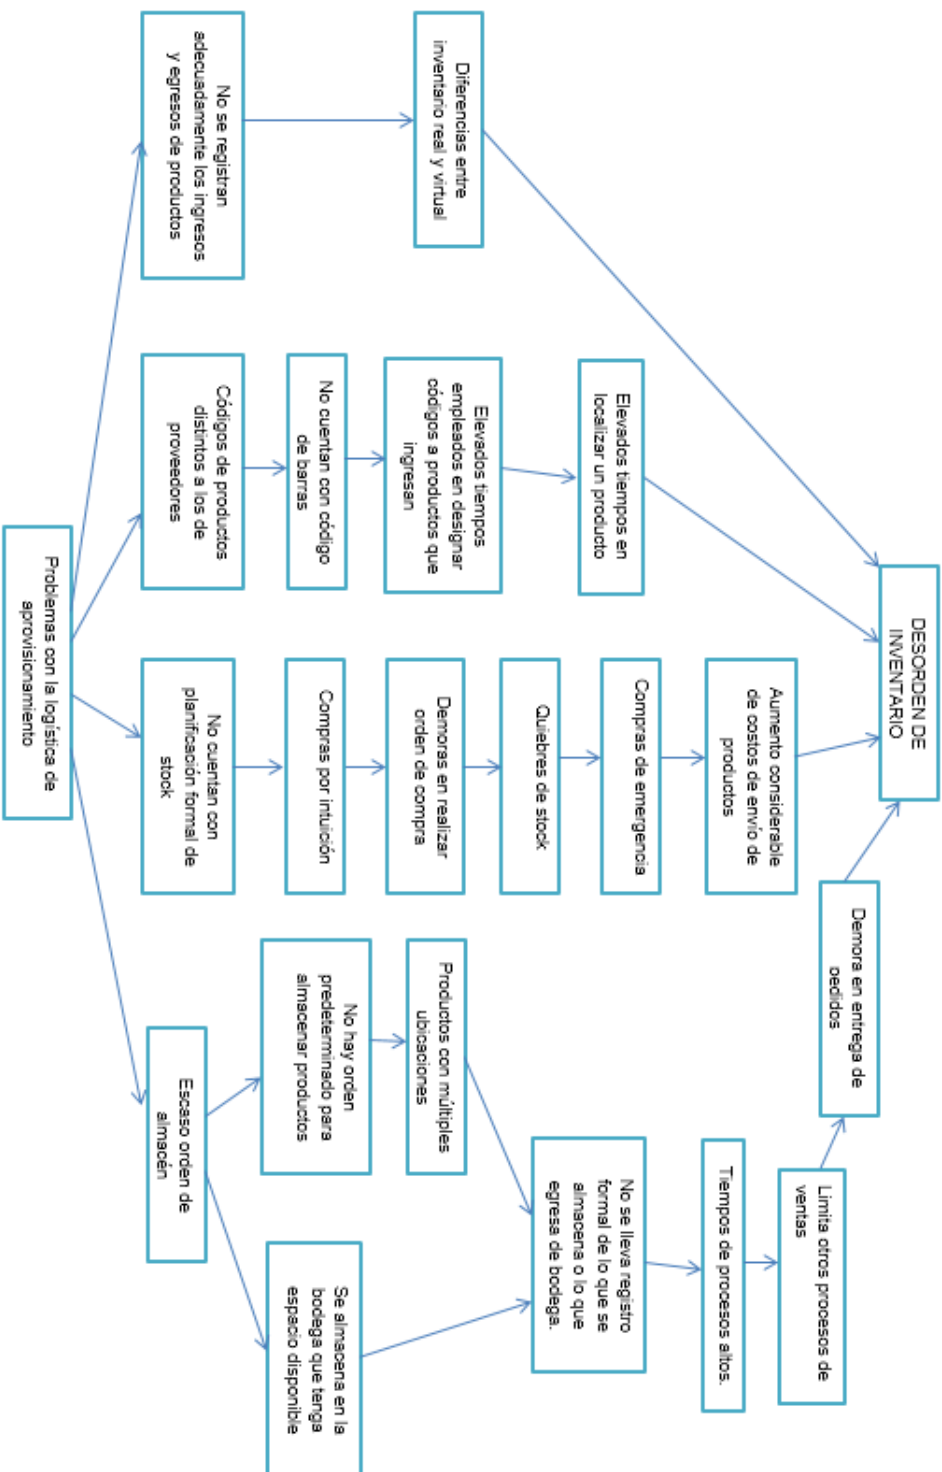 DESORDEN DE
INVENTARIO
Demora en entrega de
pedidos
Limita otros procesos de
ventas
Aumento considerable
de costos de envío de
productos
Tiempos de procesos altos.
Elevados tiempos en
localizar un producto
Compras de emergencia
No se lleva registro
formal de lo que se
almacena o lo que
egresa de bodega.
Quiebres de stock
Diferencias entre
inventario real y virtual
Elevados tiempos
empleados en designar
códigos a productos que
ingresan
Demoras en realizar
orden de compra
Productos con múltiples
ubicaciones
No cuentan con código
de barras
Compras por intuición
No hay orden
predeterminado para
almacenar productos
Se almacena en la
bodega que tenga
espacio disponible
No se registran
adecuadamente los ingresos
y egresos de productos
Códigos de productos
distintos a los de
proveedores
No cuentan con
planificación formal de
stock
Escaso orden de
almacén
Problemas con la logística de
aprovisionamiento